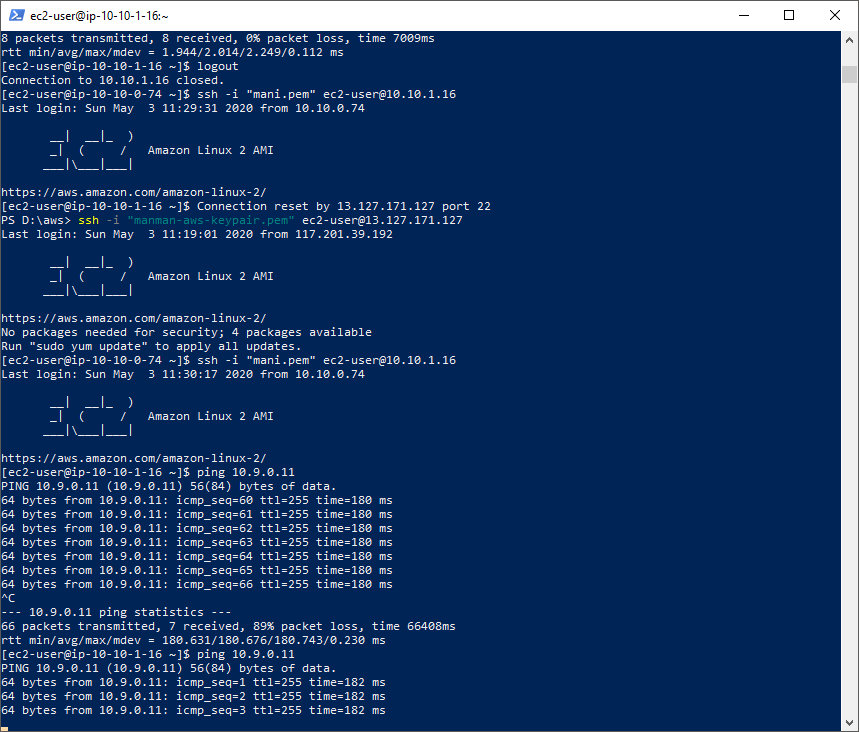 ec2-user@ip-10-10-1-16:~
8 packets transmitted, 8 received, 0% packet loss, time 7009ms
rtt min/avg/max/mdev = 1.944/2.014/2.249/0.112 ms
[ec2-user@ip-10-10-1-16 ~]$ logout
Connection to 10.10.1.16 closed.
[ec2-user@ip-10-10-0-74 ~]$ ssh -i "mani.pem" ec2-user@10.10.1.16
Last login: Sun May  3 11:29:31 2020 from 10.10.0.74

       __|  __|_  )
       _|  (     /   Amazon Linux 2 AMI
      ___|\___|___|

https://aws.amazon.com/amazon-linux-2/
[ec2-user@ip-10-10-1-16 ~]$ Connection reset by 13.127.171.127 port 22
PS D:\aws> ssh -i "manman-aws-keypair.pem" ec2-user@13.127.171.127
Last login: Sun May  3 11:19:01 2020 from 117.201.39.192

       __|  __|_  )
       _|  (     /   Amazon Linux 2 AMI
      ___|\___|___|

https://aws.amazon.com/amazon-linux-2/
No packages needed for security; 4 packages available
Run "sudo yum update" to apply all updates.
[ec2-user@ip-10-10-0-74 ~]$ ssh -i "mani.pem" ec2-user@10.10.1.16
Last login: Sun May  3 11:30:17 2020 from 10.10.0.74

       __|  __|_  )
       _|  (     /   Amazon Linux 2 AMI
      ___|\___|___|

https://aws.amazon.com/amazon-linux-2/
[ec2-user@ip-10-10-1-16 ~]$ ping 10.9.0.11
PING 10.9.0.11 (10.9.0.11) 56(84) bytes of data.
64 bytes from 10.9.0.11: icmp_seq=60 ttl=255 time=180 ms
64 bytes from 10.9.0.11: icmp_seq=61 ttl=255 time=180 ms
64 bytes from 10.9.0.11: icmp_seq=62 ttl=255 time=180 ms
64 bytes from 10.9.0.11: icmp_seq=63 ttl=255 time=180 ms
64 bytes from 10.9.0.11: icmp_seq=64 ttl=255 time=180 ms
64 bytes from 10.9.0.11: icmp_seq=65 ttl=255 time=180 ms
64 bytes from 10.9.0.11: icmp_seq=66 ttl=255 time=180 ms
^C
--- 10.9.0.11 ping statistics ---
66 packets transmitted, 7 received, 89% packet loss, time 66408ms
rtt min/avg/max/mdev = 180.631/180.676/180.743/0.230 ms
[ec2-user@ip-10-10-1-16 ~]$ ping 10.9.0.11
PING 10.9.0.11 (10.9.0.11) 56(84) bytes of data.
64 bytes from 10.9.0.11: icmp_seq=1 ttl=255 time=182 ms
64 bytes from 10.9.0.11: icmp_seq=2 ttl=255 time=182 ms
64 bytes from 10.9.0.11: icmp_seq=3 ttl=255 time=182 ms